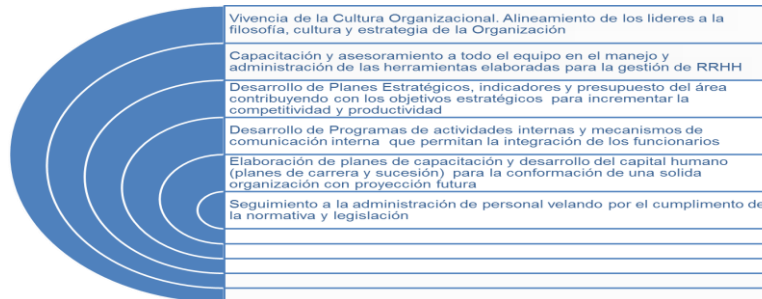 Vivencia de la Cultura Organizacional. Alineamiento de los lideres a la
filosofía, cultura y estrategia de la Organización
Capacitación y asesoramiento a todo el equipo en el manejo y
administración de las herramientas elaboradas para la gestión de RRHH
Desarrollo de Planes Estratégicos, indicadores y presupuesto del área
contribuyendo con los objetivos estratégicos para incrementar la
competitividad y productividad
Desarrollo de Programas de actividades internas y mecanismos de
comunicación interna que permitan la integración de los funcionarios
Elaboración de planes de capacitación y desarrollo del capital humano
(planes de carrera y sucesión) para la conformación de una solida
organización con proyección futura
Seguimiento a la administración de personal velando por el cumplimento de
la normativa y legislación